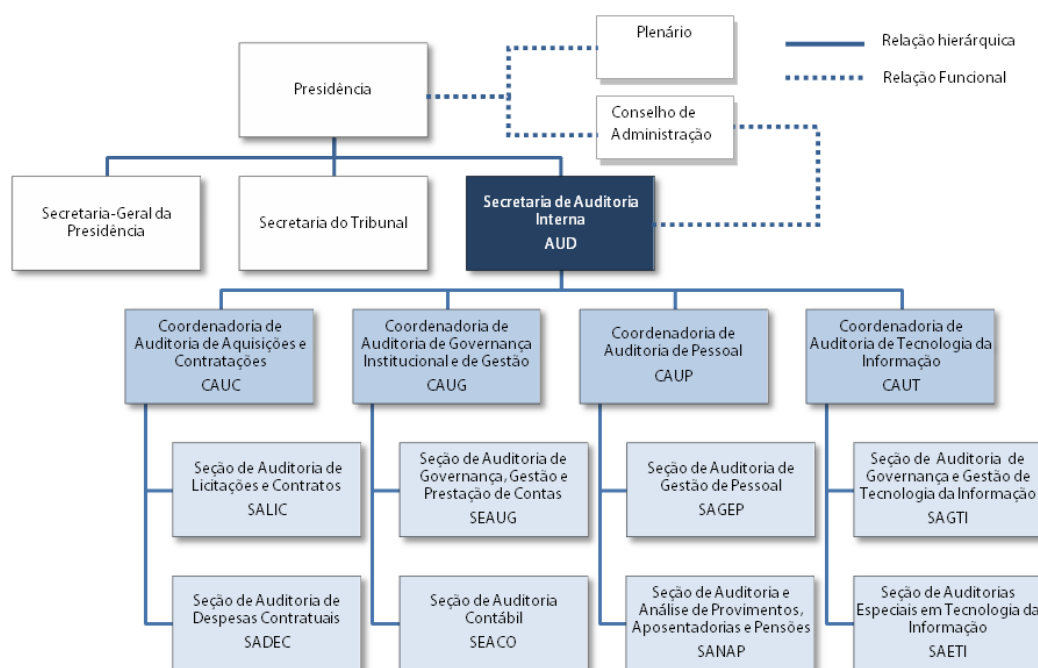 Plenário
Relação hierárquica
Relação Funcional
Presidência
Conselho de
Administração
Secretaria-Geral da
Presidência
Secretaria do Tribunal
Secretaria de Auditoria
Interna
AUD
Coordenadoria de
Auditoria de Aquisições e
Contratações
CAUC
Coordenadoria de
Auditoria de Governança
Institucional e de Gestão
CAUG
Coordenadoria de
Auditoria de Pessoal
CAUP
Coordenadoria de
Auditoria de Tecnologia da
Informação
CAUT
Seção de Auditoria de
Licitações e Contratos
SALIC
Seção de Auditoria de
Governança, Gestão e
Prestação de Contas
SEAUG
Seção de Auditoria de
Gestão de Pessoal
SAGEP
Seção de Auditoria de
Governança e Gestão de
Tecnologia da Informação
SAGTI
Seção de Auditoria de
Despesas Contratuais
SADEC
Seção de Auditoria
Contábil
SEACO
Seção de Auditoria e
Análise de Provimentos,
Aposentadorias e Pensões
SANAP
Seção de Auditorias
Especiais em Tecnologia da
Informação
SAETI